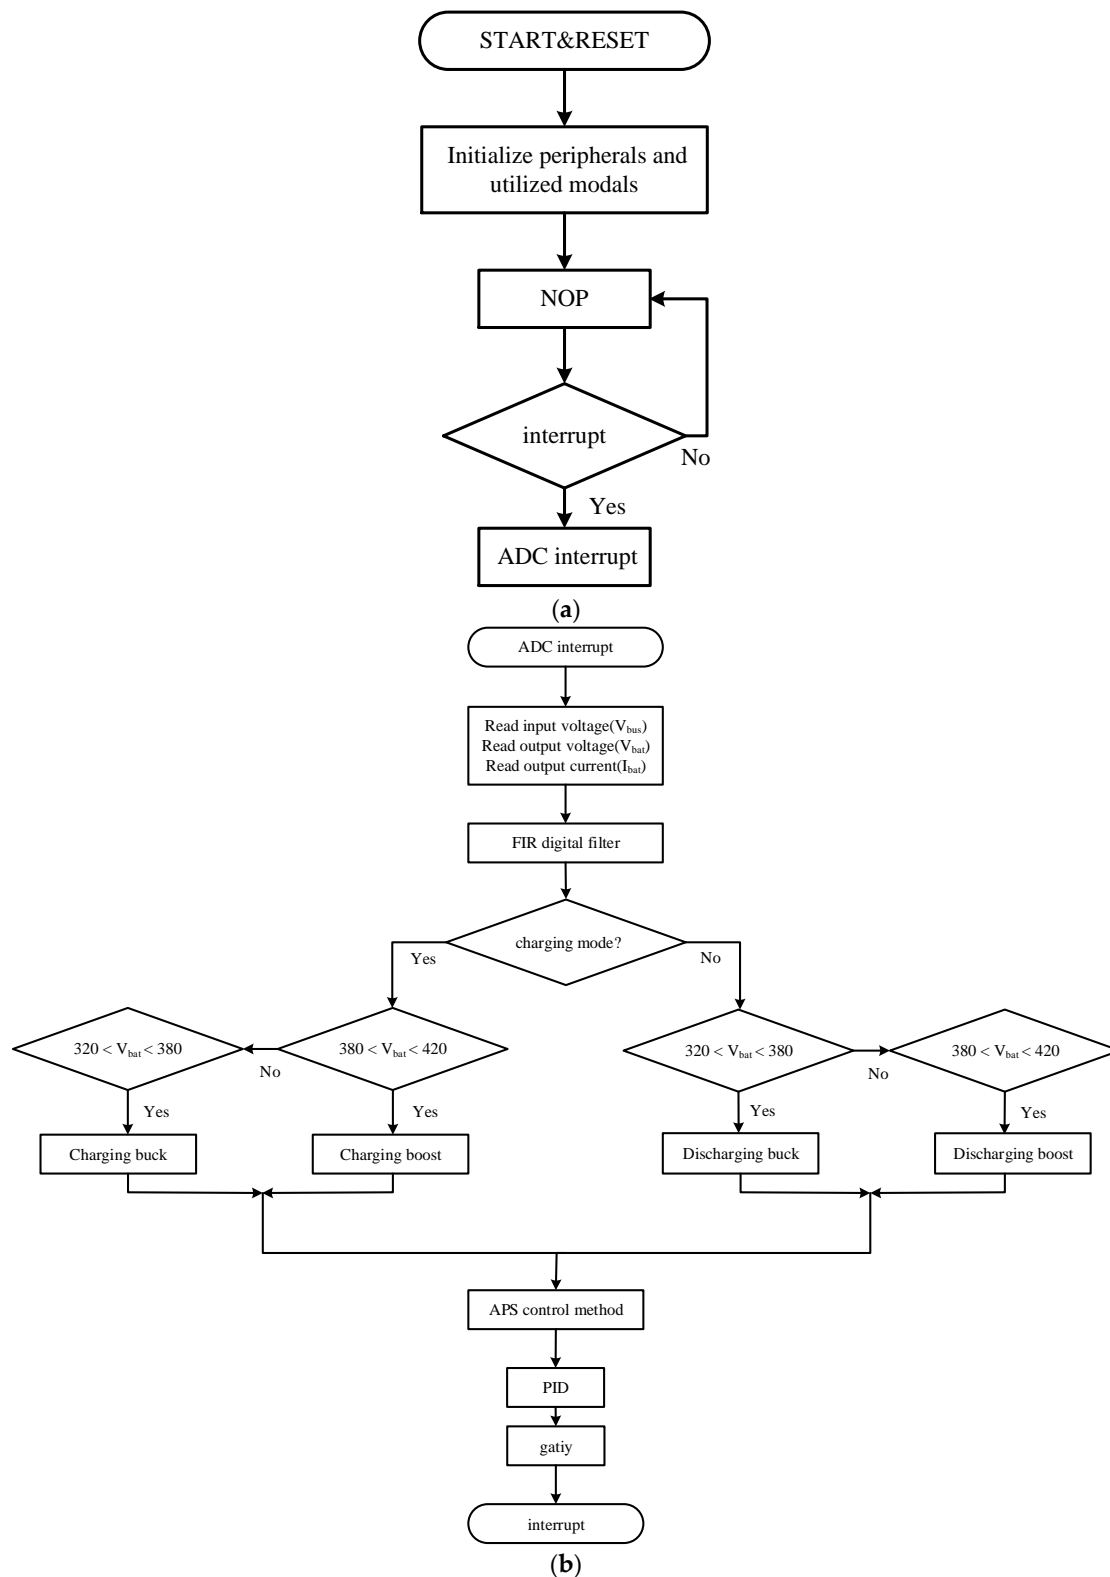 START&RESET
Initialize peripherals and
utilized modals
NOP
interrupt
No
Yes
ADC interrupt
(a)
ADC interrupt
Read input voltage(Vbus)
Read output voltage(Vbat)
Read output current(Ibat)
FIR digital filter
charging mode?
Yes
No
320 < Vbat < 380
No
380 < Vbat < 420
320 < Vbat < 380
No
380 < Vbat < 420
Yes
Yes
Yes
Yes
Charging buck
Charging boost
Discharging buck
Discharging boost
APS control method
PID
gatiy
interrupt
(b)